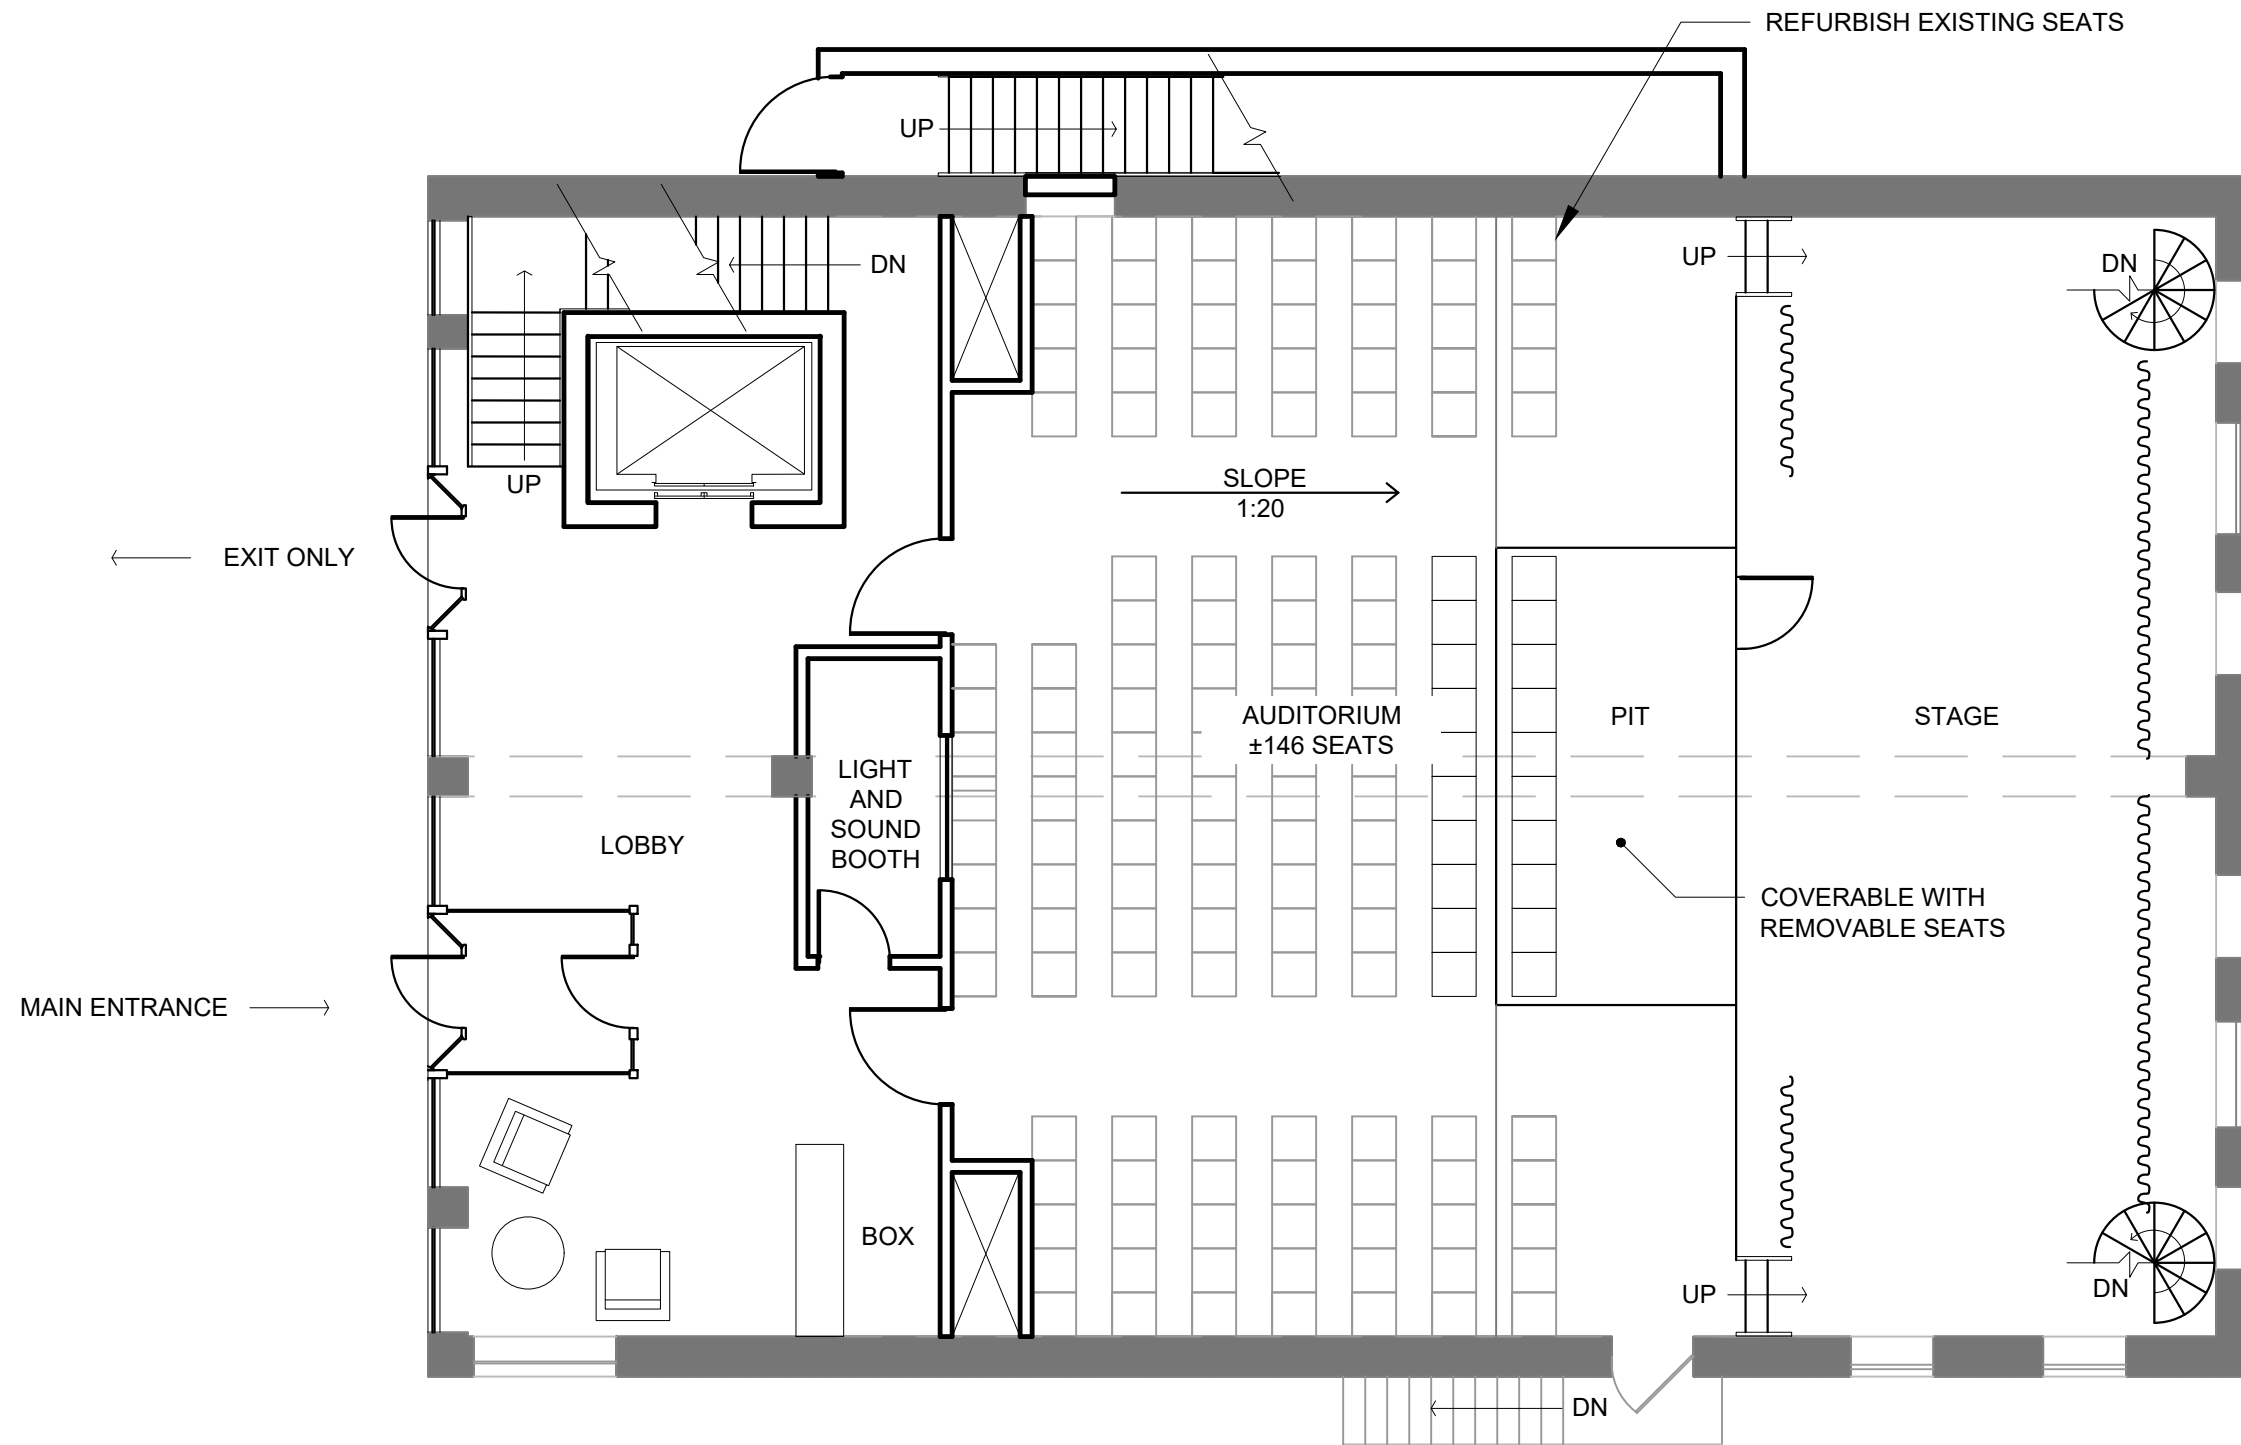 REFURBISH EXISTING SEATS
UP
DN
UP
DN
UP
SLOPE
1:20
EXIT ONLY
AUDITORIUM
±146 SEATS
PIT
STAGE
LIGHT
AND
SOUND
BOOTH
LOBBY
COVERABLE WITH
REMOVABLE SEATS
MAIN ENTRANCE
BOX
UP
DN
DN